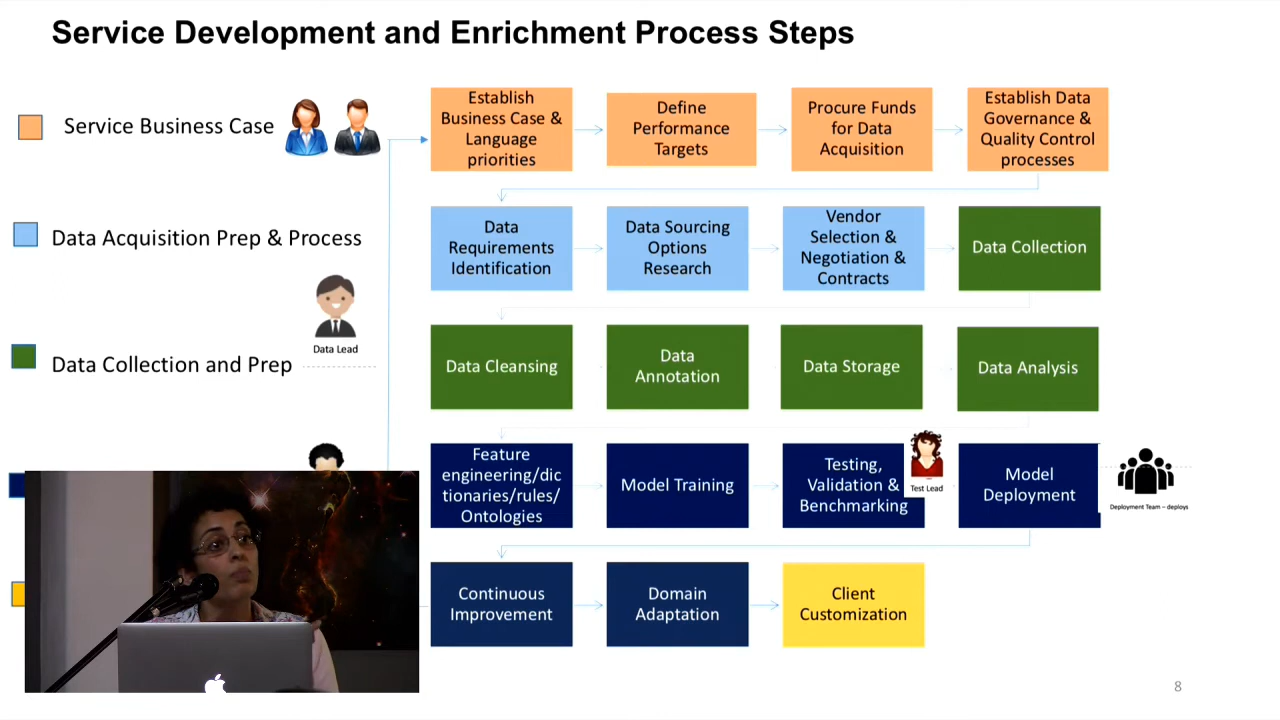 Service Development and Enrichment Process Steps
Service Business Case
Establish
Business Case &
Language
priorities
Define
Performance
Targets
Procure Funds
for Data
Acquisition
Establish Data
Governance &
Quality Control
processes
Data Acquisition Prep & Process
Data
Requirements
Identification
Data Sourcing
Options
Research
Vendor
Selection &
Negotiation &
Contracts
Data Collection
Data Lead
Data Collection and Prep
Data Cleansing
Data
Annotation
Data Storage
Data Analysis
Feature
engineering/dic
tionaries/rules/
Ontologies
Model Training
Testing,
Validation &
Benchmarking
Test Lead
Model
Deployment
Deployment Team – deploys
Continuous
Improvement
Domain
Adaptation
Client
Customization
8